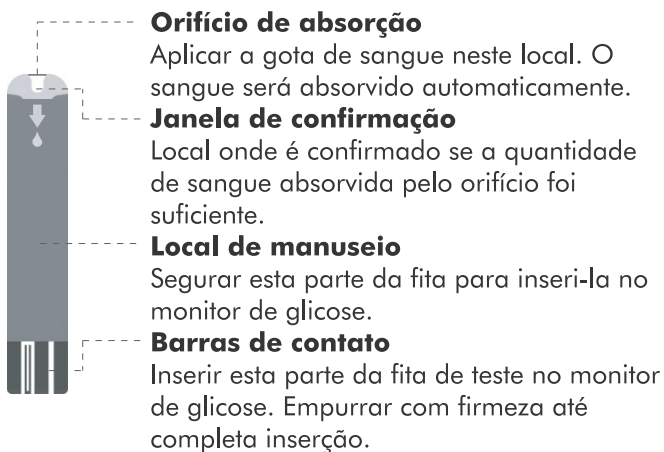 Orifício de absorção
Aplicar a gota de sangue neste local. O
sangue será absorvido automaticamente.
Janela de confirmação
Local onde é confirmado se a quantidade
de sangue absorvida pelo orifício foi
suficiente.
Local de manuseio
Segurar esta parte da fita para inseri-la no
monitor de glicose.
Barras de contato
Inserir esta parte da fita de teste no monitor
de glicose. Empurrar com firmeza até
completa inserção.